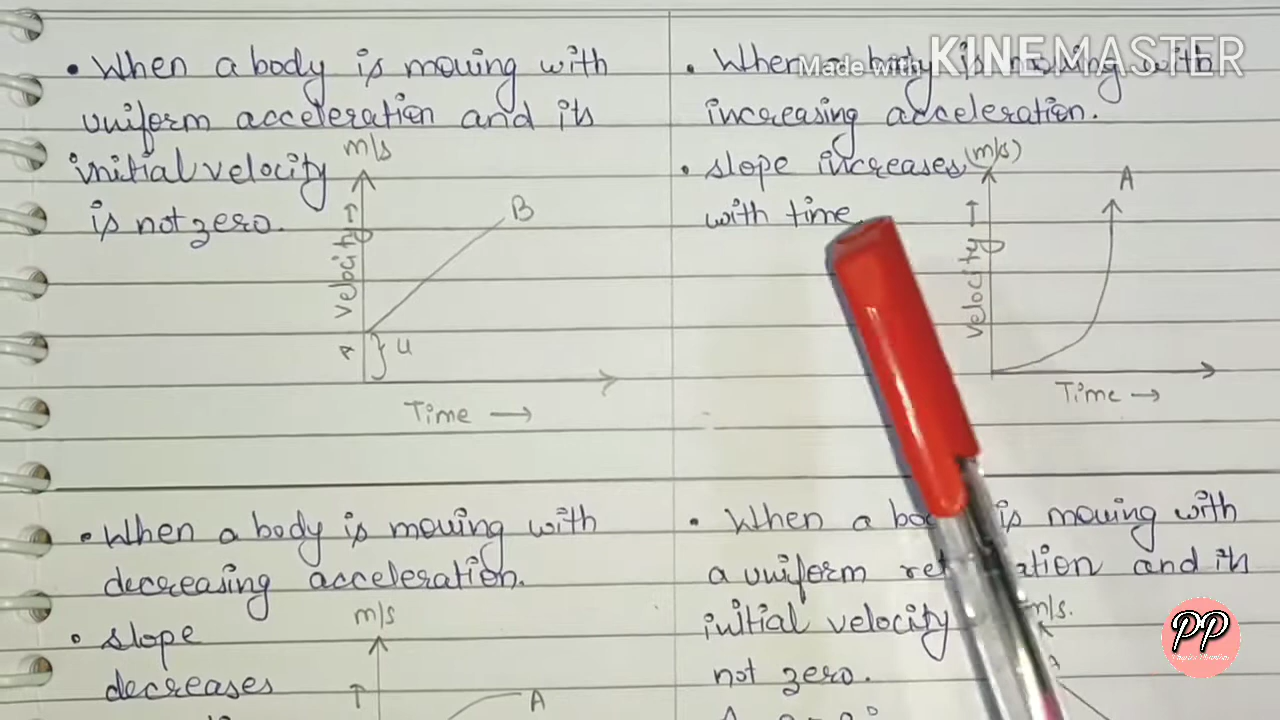 • When a body is moving with
uniform acceleration and its
initial velocity
is not zero.
m/s
Velocity →
B
A
u
Time →
• When a body is moving with
increasing acceleration.
• slope increases
with time.
(m/s)
A
Velocity →
Time →
• When a body is moving with
decreasing acceleration.
• slope
decreases
m/s
A
• When a is moving with
a uniform and its
initial velocity
not zero.
m/s.
Made with KINEMASTER
PP